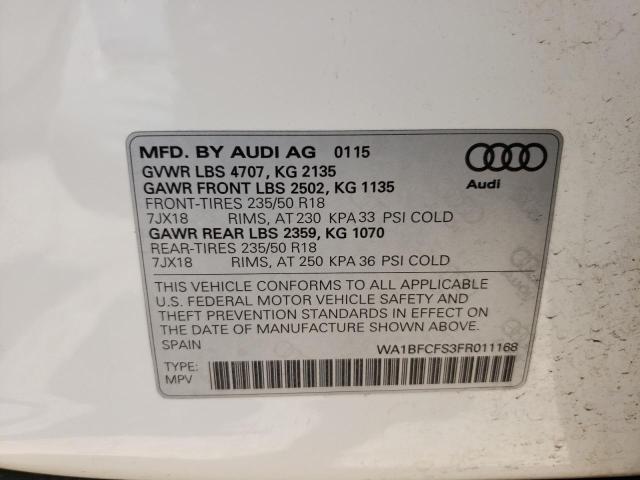 MFD. BY AUDI AG 0115
GVWR LBS 4707, KG 2135
GAWR FRONT LBS 2502, KG 1135
FRONT-TIRES 235/50 R18
7JX18 RIMS, AT 230 KPA 33 PSI COLD
GAWR REAR LBS 2359, KG 1070
REAR-TIRES 235/50 R18
7JX18 RIMS, AT 250 KPA 36 PSI COLD
Audi
THIS VEHICLE CONFORMS TO ALL APPLICABLE
U.S. FEDERAL MOTOR VEHICLE SAFETY AND
THEFT PREVENTION STANDARDS IN EFFECT ON
THE DATE OF MANUFACTURE SHOWN ABOVE.
SPAIN WA1BFCFS3FR011168
TYPE:
MPV